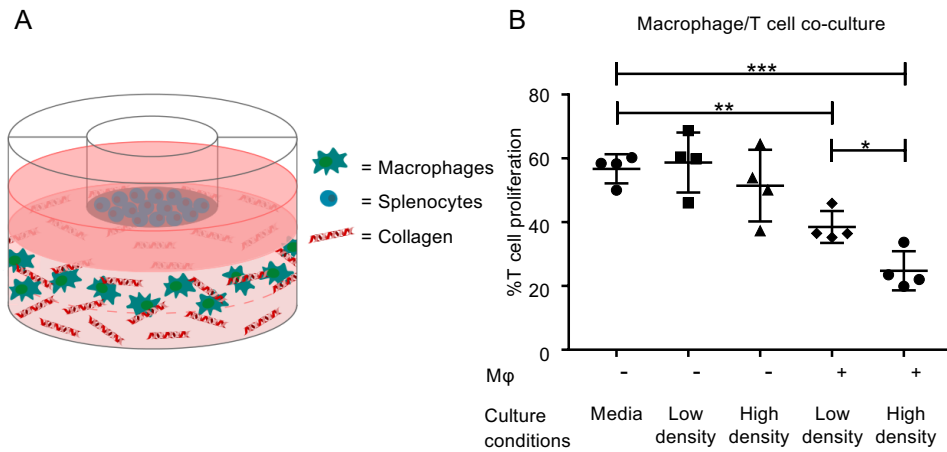 A
= Macrophages
= Splenocytes
= Collagen
B
Macrophage/T cell co-culture
***
**
*
%T cell proliferation
80
60
40
20
0
Mφ - - - + +
Culture conditions Media Low density High density Low density High density